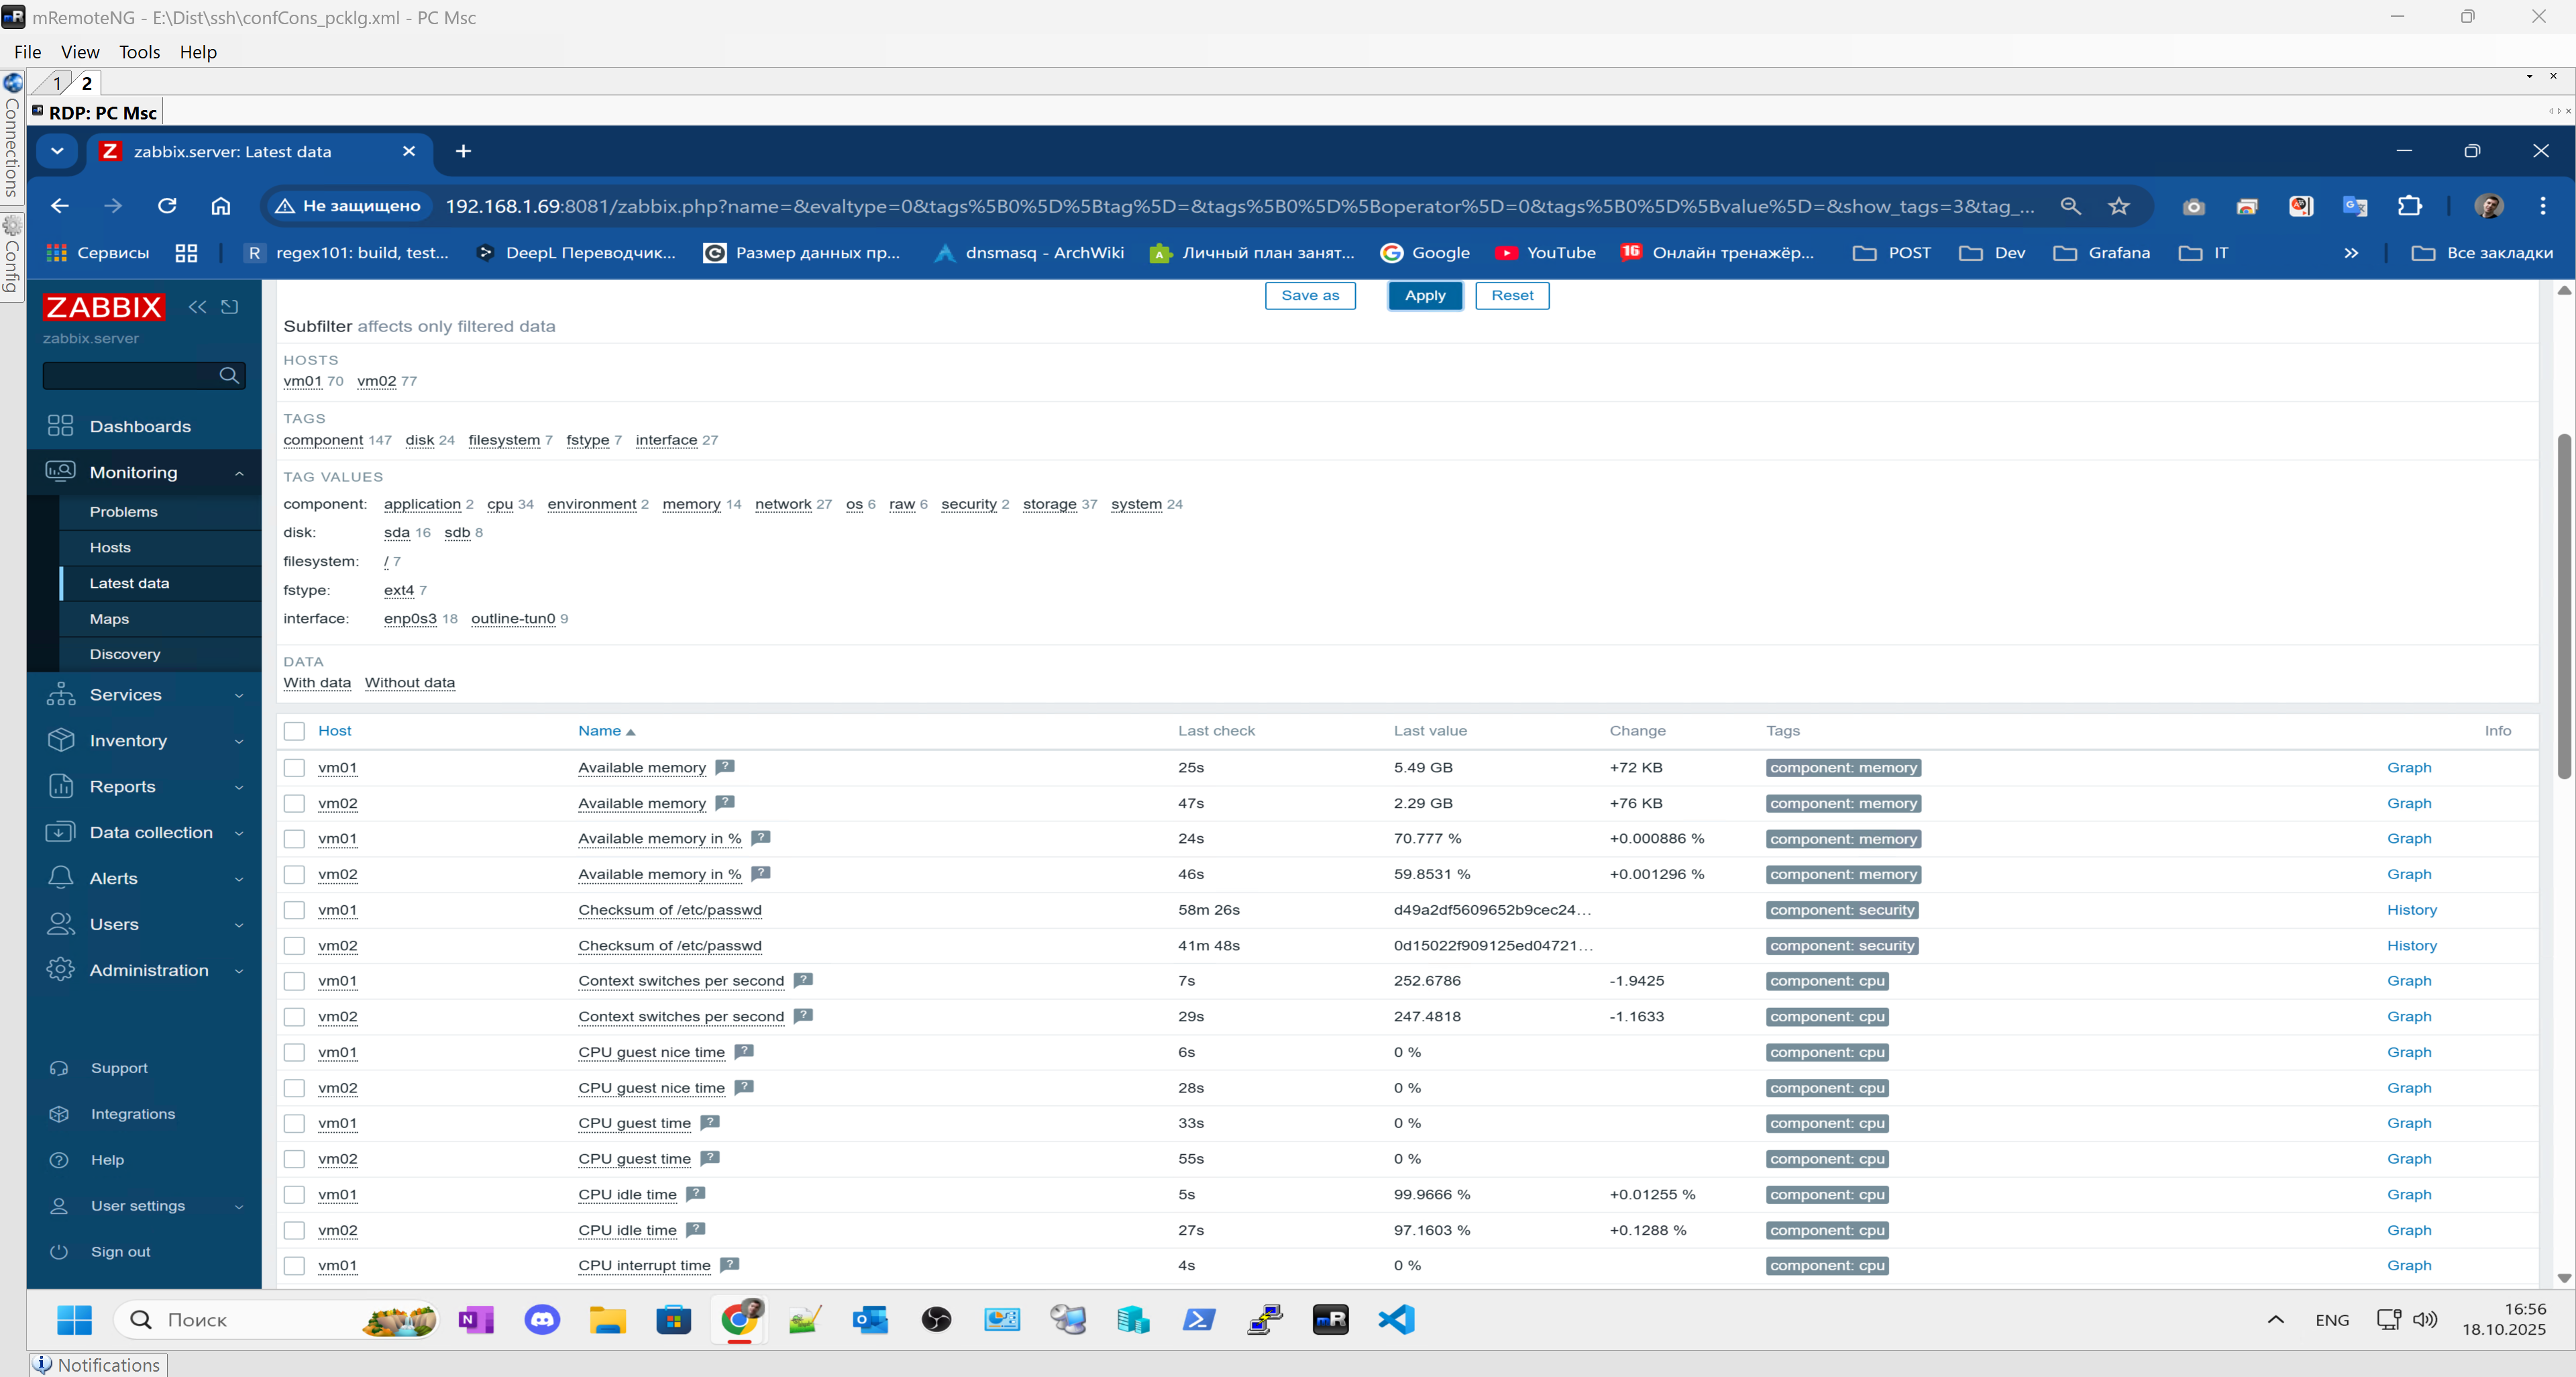 mRemoteNG - E:\Dist\ssh\confCons_pcklg.xml - PC Msc
File View Tools Help
1 2
Connections
Config
RDP: PC Msc
zabbix.server: Latest data
Не защищено 192.168.1.69:8081/zabbix.php?name=&evaltype=0&tags%5B0%5D%5Btag%5D=&tags%5B0%5D%5Boperator%5D=0&tags%5B0%5D%5Bvalue%5D=&show_tags=3&tag_...
Сервисы regex101: build, test... DeepL Переводчик... Размер данных пр... dnsmasq - ArchWiki Личный план занят... Google YouTube Онлайн тренажёр... POST Dev Grafana IT » Все закладки
ZABBIX
zabbix.server
Dashboards
Monitoring
Problems
Hosts
Latest data
Maps
Discovery
Services
Inventory
Reports
Data collection
Alerts
Users
Administration
Support
Integrations
Help
User settings
Sign out
Save as Apply Reset
Subfilter affects only filtered data
HOSTS
vm01 70 vm02 77
TAGS
component 147 disk 24 filesystem 7 fstype 7 interface 27
TAG VALUES
component: application 2 cpu 34 environment 2 memory 14 network 27 os 6 raw 6 security 2 storage 37 system 24
disk: sda 16 sdb 8
filesystem: / 7
fstype: ext4 7
interface: enp0s3 18 outline-tun0 9
DATA
With data Without data
Host Name Last check Last value Change Tags Info
vm01 Available memory ? 25s 5.49 GB +72 KB component: memory Graph
vm02 Available memory ? 47s 2.29 GB +76 KB component: memory Graph
vm01 Available memory in % ? 24s 70.777 % +0.000886 % component: memory Graph
vm02 Available memory in % ? 46s 59.8531 % +0.001296 % component: memory Graph
vm01 Checksum of /etc/passwd 58m 26s d49a2df5609652b9cec24... component: security History
vm02 Checksum of /etc/passwd 41m 48s 0d15022f909125ed04721... component: security History
vm01 Context switches per second ? 7s 252.6786 -1.9425 component: cpu Graph
vm02 Context switches per second ? 29s 247.4818 -1.1633 component: cpu Graph
vm01 CPU guest nice time ? 6s 0 % component: cpu Graph
vm02 CPU guest nice time ? 28s 0 % component: cpu Graph
vm01 CPU guest time ? 33s 0 % component: cpu Graph
vm02 CPU guest time ? 55s 0 % component: cpu Graph
vm01 CPU idle time ? 5s 99.9666 % +0.01255 % component: cpu Graph
vm02 CPU idle time ? 27s 97.1603 % +0.1288 % component: cpu Graph
vm01 CPU interrupt time ? 4s 0 % component: cpu Graph
Поиск
ENG
16:56
18.10.2025
Notifications